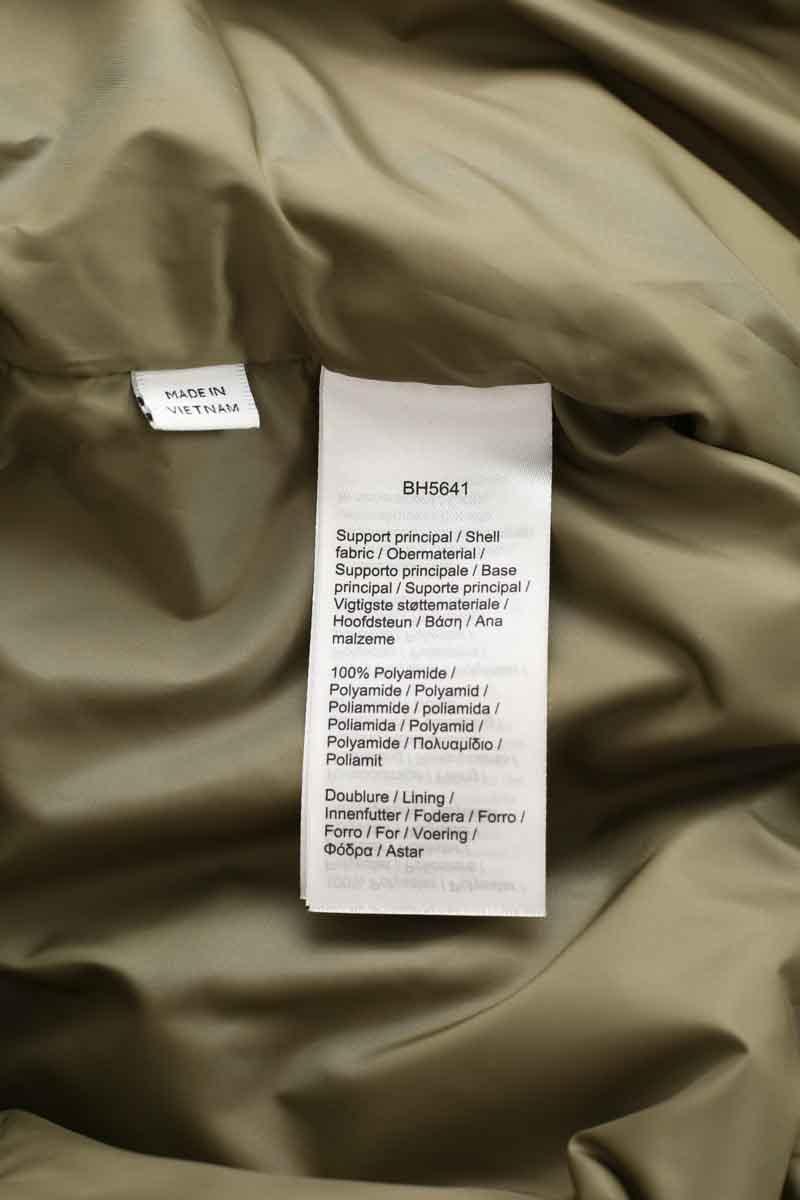 MADE IN
VIETNAM
BH5641
Support principal / Shell
fabric / Obermaterial /
Supporto principale / Base
principal / Suporte principal /
Vigtigste støttemateriale /
Hoofdsteun / Βάση / Ana
malzeme
100% Polyamide /
Polyamide / Polyamid /
Poliammide / poliamida /
Poliamida / Polyamid /
Polyamide / Πολυαμίδιο /
Poliamit
Doublure / Lining /
Innenfutter / Fodera / Forro /
Forro / For / Voering /
Φόδρα / Astar